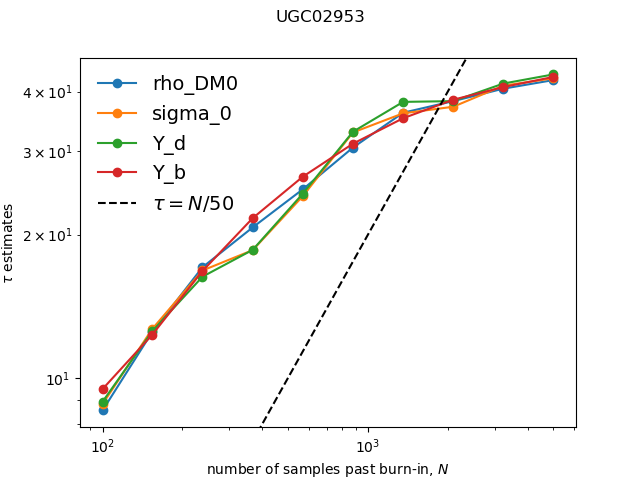 UGC02953
rho_DM0
sigma_0
Y_d
Y_b
τ = N/50
τ estimates
4 × 10¹
3 × 10¹
2 × 10¹
10¹
10²
10³
number of samples past burn-in, N